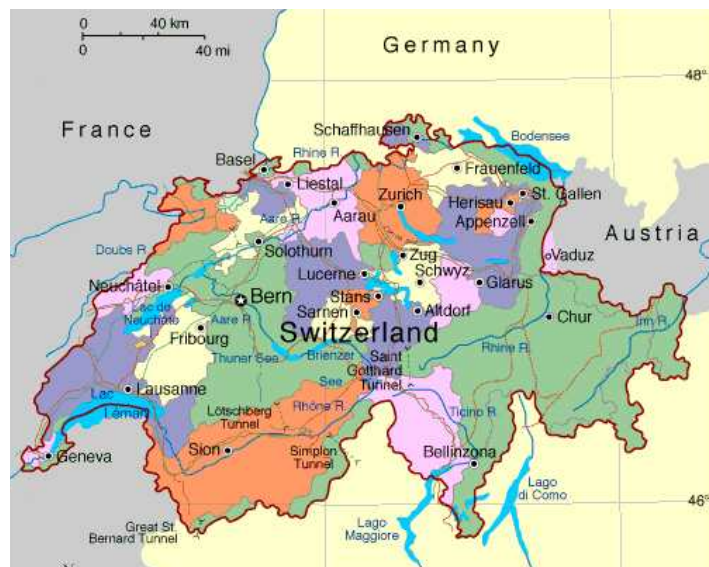 0 40 km
0 40 mi
Germany
48°
France
Schaffhausen
Bodensee
Rhine R.
Basel
Frauenfeld
Liestal
St. Gallen
Zurich
Herisau
Aarau
Aare R.
Appenzell
Austria
Solothurn
Doubs R.
Zug
Vaduz
Lucerne
Schwyz
Neuchâtel
Glarus
Bern
Stans
Lac de
Neuchâtel
Sarnen
Altdorf
Chur
Aare R.
Inn R.
Switzerland
Fribourg
Thuner See
Brienzer
See
Saint
Gotthard
Tunnel
Rhine R.
Lausanne
Lac
Léman
Lötschberg
Tunnel
Rhône R.
Ticino R.
Sion
Simplon
Tunnel
Bellinzona
Geneva
Lago
di Como
46°
Great St.
Bernard Tunnel
Lago
Maggiore